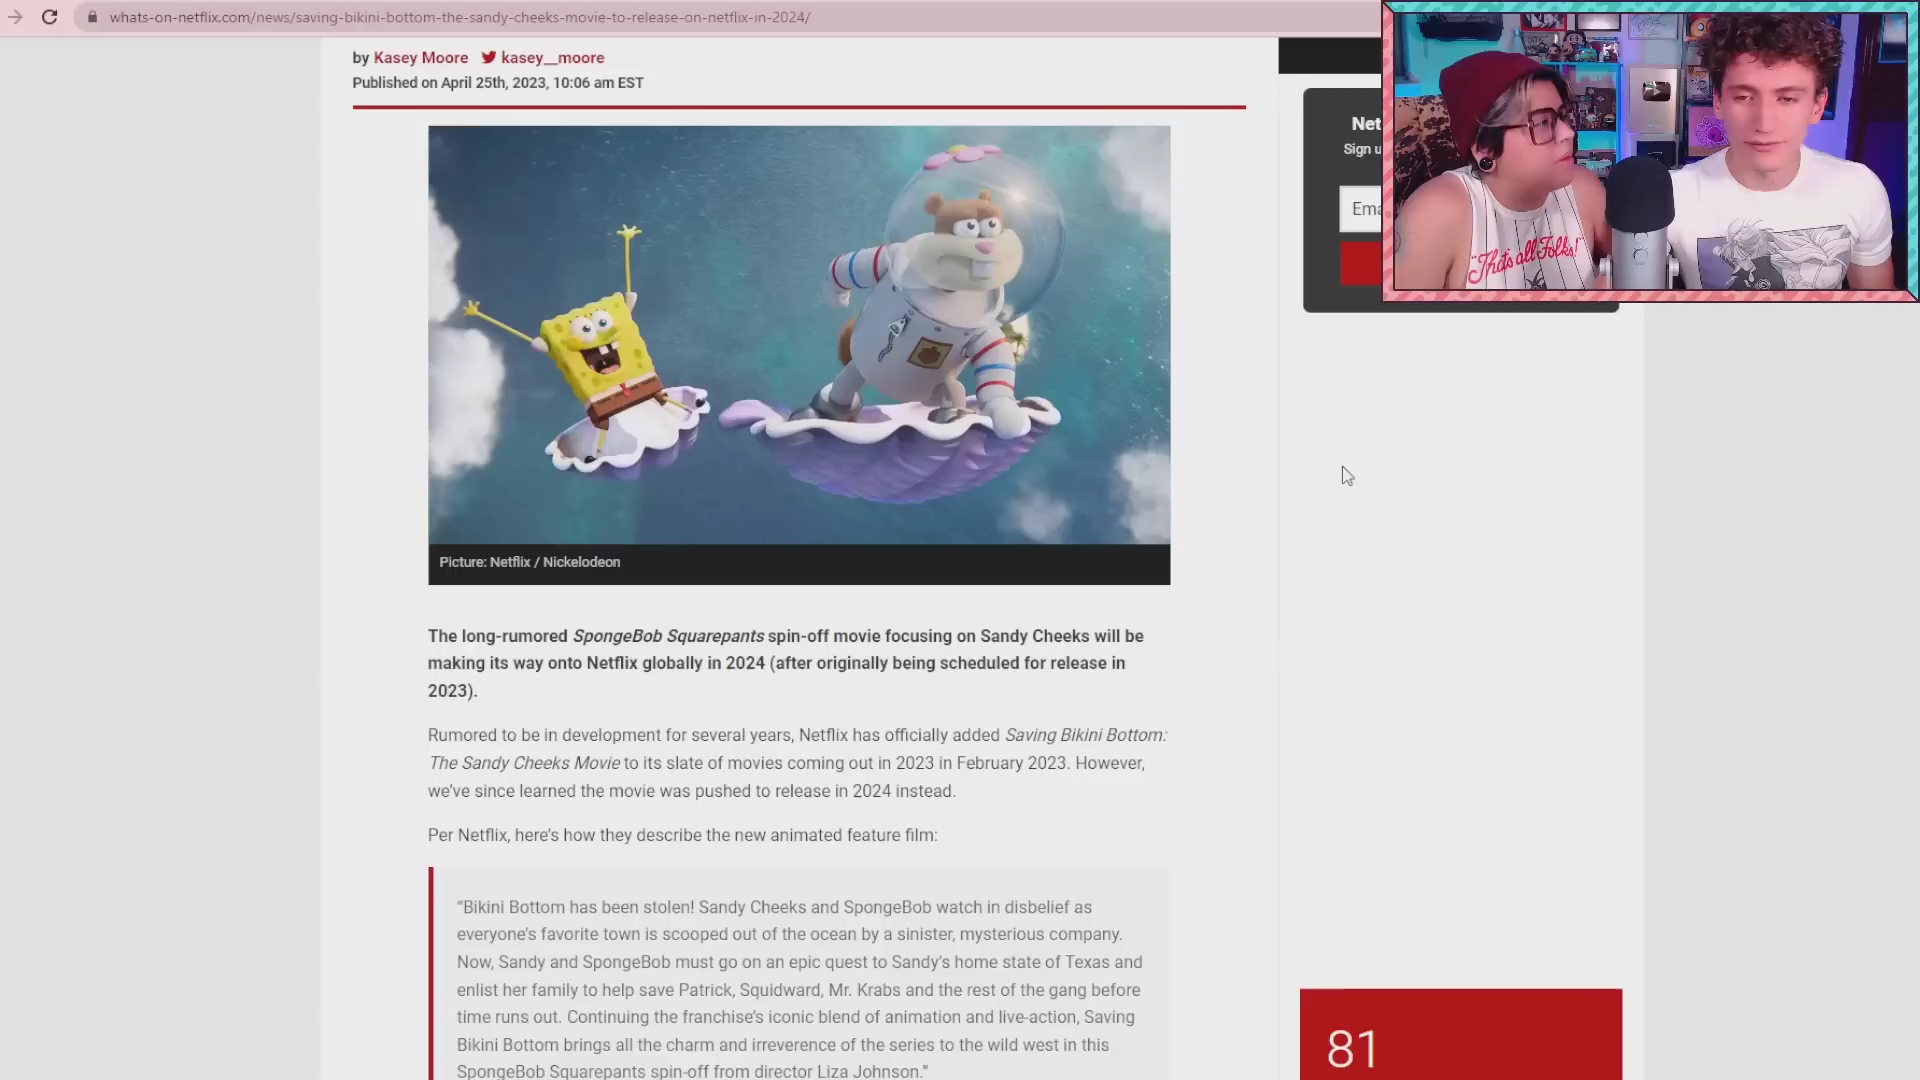 whats-on-netflix.com/news/saving-bikini-bottom-the-sandy-cheeks-movie-to-release-on-netflix-in-2024/
by Kasey Moore kasey__moore
Published on April 25th, 2023, 10:06 am EST
Net
Sign u
Ema
"That's all Folks!"
Picture: Netflix / Nickelodeon
The long-rumored SpongeBob Squarepants spin-off movie focusing on Sandy Cheeks will be
making its way onto Netflix globally in 2024 (after originally being scheduled for release in
2023).
Rumored to be in development for several years, Netflix has officially added Saving Bikini Bottom:
The Sandy Cheeks Movie to its slate of movies coming out in 2023 in February 2023. However,
we've since learned the movie was pushed to release in 2024 instead.
Per Netflix, here's how they describe the new animated feature film:
“Bikini Bottom has been stolen! Sandy Cheeks and SpongeBob watch in disbelief as
everyone's favorite town is scooped out of the ocean by a sinister, mysterious company.
Now, Sandy and SpongeBob must go on an epic quest to Sandy's home state of Texas and
enlist her family to help save Patrick, Squidward, Mr. Krabs and the rest of the gang before
time runs out. Continuing the franchise's iconic blend of animation and live-action, Saving
Bikini Bottom brings all the charm and irreverence of the series to the wild west in this
SpongeBob Squarepants spin-off from director Liza Johnson.”
81